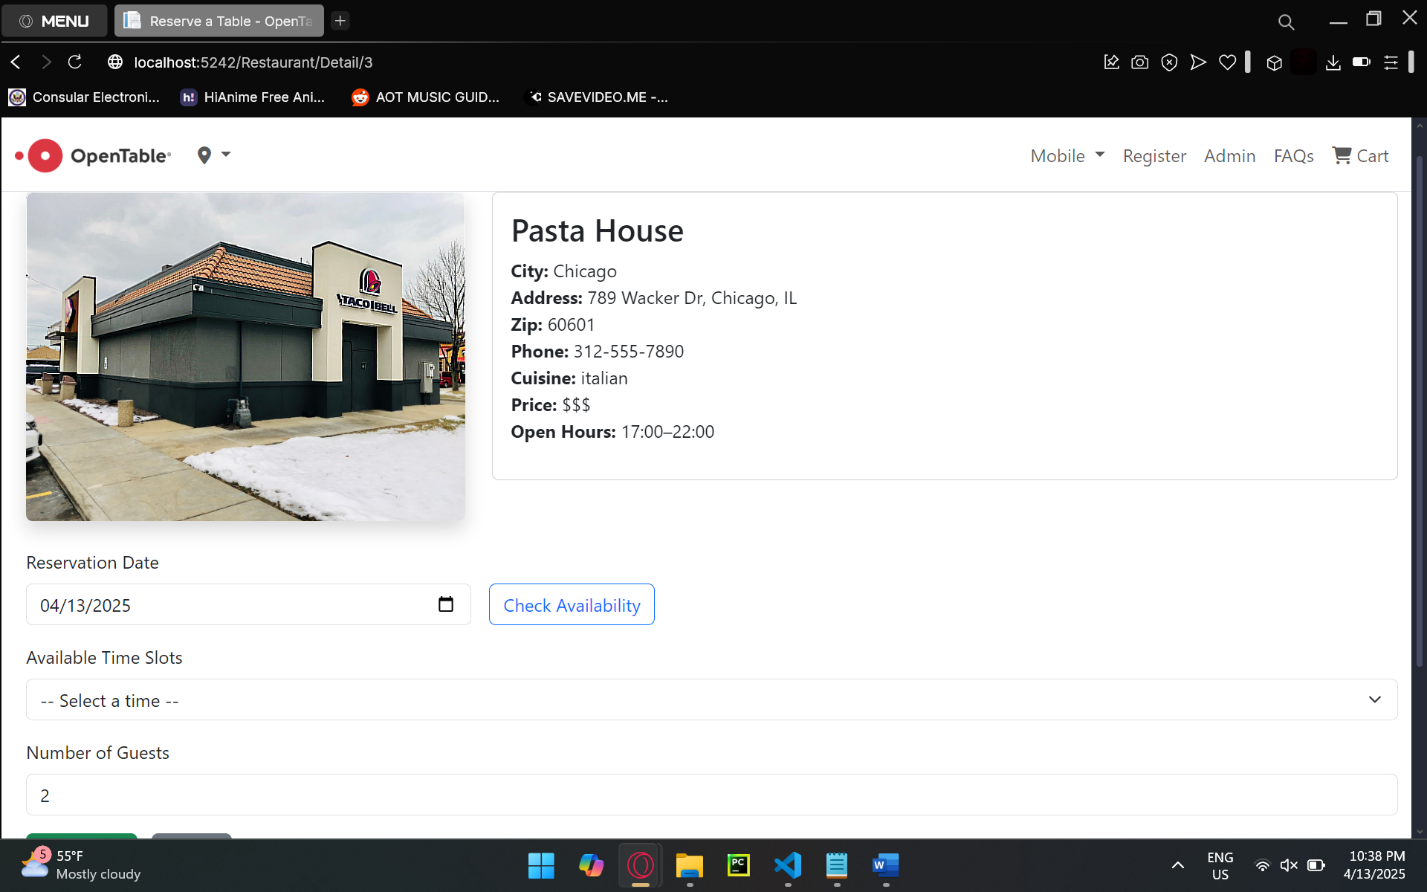 MENU
Reserve a Table - OpenTa
localhost:5242/Restaurant/Detail/3
Consular Electroni...
h! HiAnime Free Ani...
AOT MUSIC GUID...
SAVEVIDEO.ME -...
OpenTable
Mobile Register Admin FAQs Cart
TACO BELL
Pasta House
City: Chicago
Address: 789 Wacker Dr, Chicago, IL
Zip: 60601
Phone: 312-555-7890
Cuisine: italian
Price: $$$
Open Hours: 17:00–22:00
Reservation Date
04/13/2025
Check Availability
Available Time Slots
-- Select a time --
Number of Guests
2
5
55°F
Mostly cloudy
PC
W
ENG
US
10:38 PM
4/13/2025